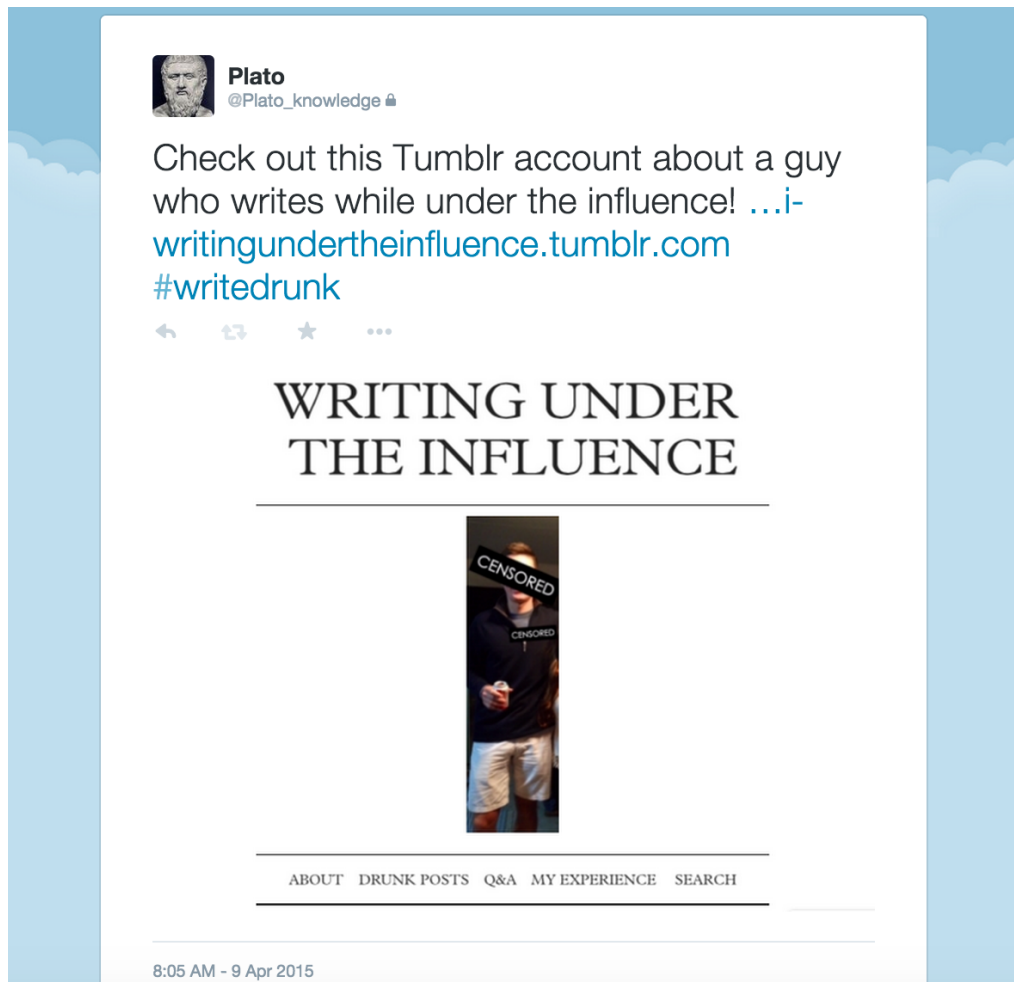 Plato
@Plato_knowledge
Check out this Tumblr account about a guy
who writes while under the influence! …i-
writingundertheinfluence.tumblr.com
#writedrunk
WRITING UNDER
THE INFLUENCE
CENSORED
CENSORED
ABOUT DRUNK POSTS Q&A MY EXPERIENCE SEARCH
8:05 AM - 9 Apr 2015